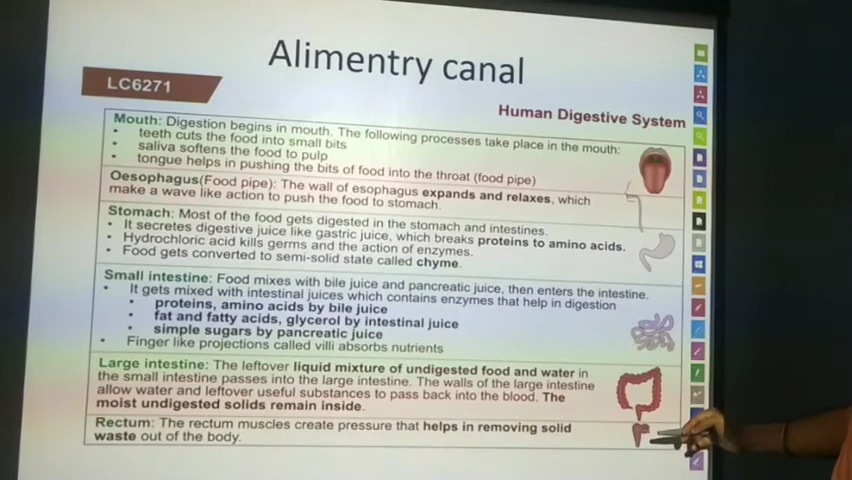 Alimentry canal
LC6271
Human Digestive System
Mouth: Digestion begins in mouth. The following processes take place in the mouth:
• teeth cuts the food into small bits
• saliva softens the food to pulp
• tongue helps in pushing the bits of food into the throat (food pipe)
Oesophagus(Food pipe): The wall of esophagus expands and relaxes, which
make a wave like action to push the food to stomach.
Stomach: Most of the food gets digested in the stomach and intestines.
• It secretes digestive juice like gastric juice, which breaks proteins to amino acids.
• Hydrochloric acid kills germs and the action of enzymes.
• Food gets converted to semi-solid state called chyme.
Small intestine: Food mixes with bile juice and pancreatic juice, then enters the intestine.
• It gets mixed with intestinal juices which contains enzymes that help in digestion
• proteins, amino acids by bile juice
• fat and fatty acids, glycerol by intestinal juice
• simple sugars by pancreatic juice
• Finger like projections called villi absorbs nutrients
Large intestine: The leftover liquid mixture of undigested food and water in
the small intestine passes into the large intestine. The walls of the large intestine
allow water and leftover useful substances to pass back into the blood. The
moist undigested solids remain inside.
Rectum: The rectum muscles create pressure that helps in removing solid
waste out of the body.